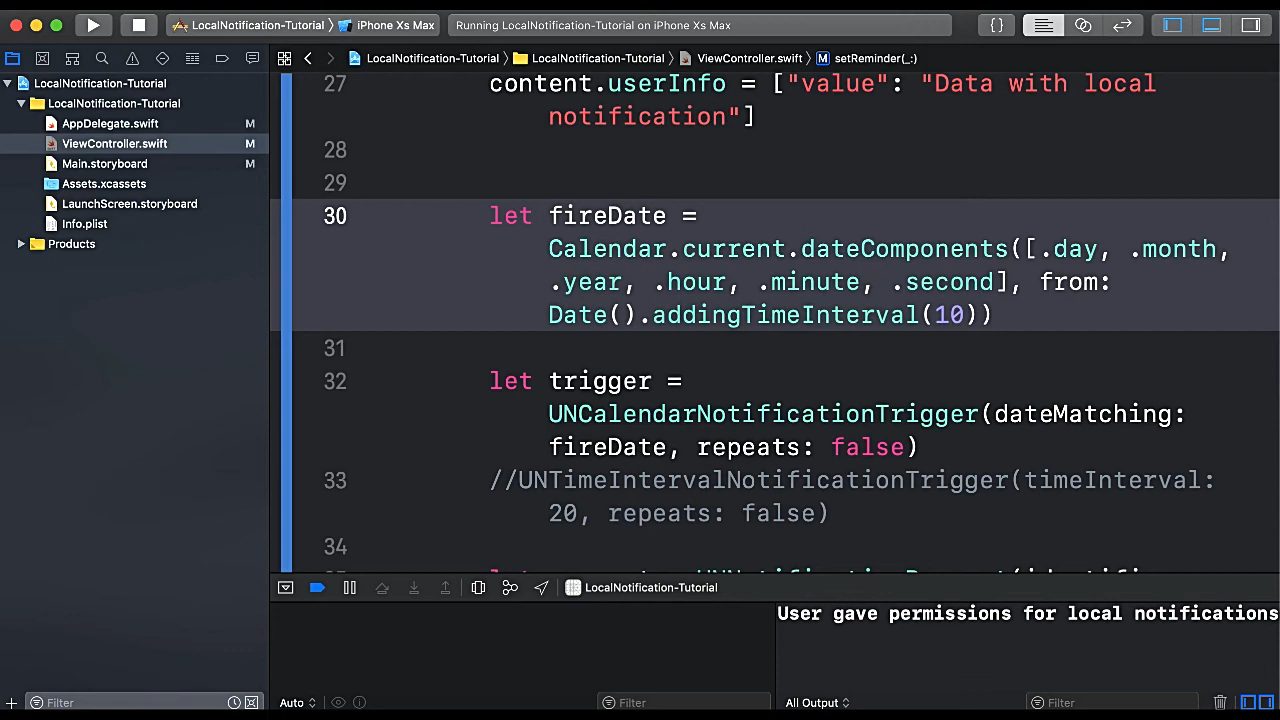 LocalNotification-Tutorial iPhone Xs Max
Running LocalNotification-Tutorial on iPhone Xs Max
LocalNotification-Tutorial LocalNotification-Tutorial ViewController.swift M setReminder(_:)
LocalNotification-Tutorial
LocalNotification-Tutorial
AppDelegate.swift M
ViewController.swift M
Main.storyboard M
Assets.xcassets
LaunchScreen.storyboard
Info.plist
Products
27 content.userInfo = ["value": "Data with local
notification"]
28
29
30 let fireDate =
Calendar.current.dateComponents([.day, .month,
.year, .hour, .minute, .second], from:
Date().addingTimeInterval(10))
31
32 let trigger =
UNCalendarNotificationTrigger(dateMatching:
fireDate, repeats: false)
33 //UNTimeIntervalNotificationTrigger(timeInterval:
20, repeats: false)
34
LocalNotification-Tutorial
User gave permissions for local notifications
Filter
Auto
Filter
All Output
Filter